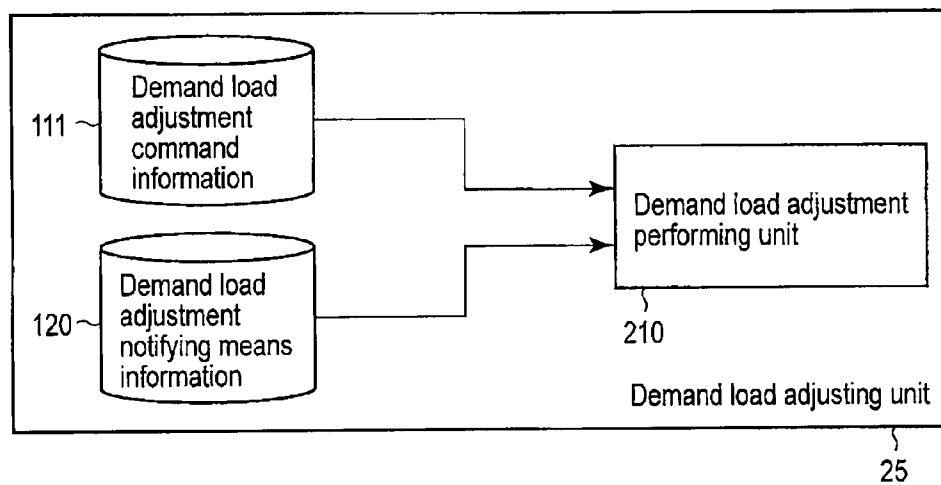 Demand load
adjustment
command
information
111
Demand load
adjustment
notifying means
information
120
Demand load adjustment
performing unit
210
Demand load adjusting unit
25